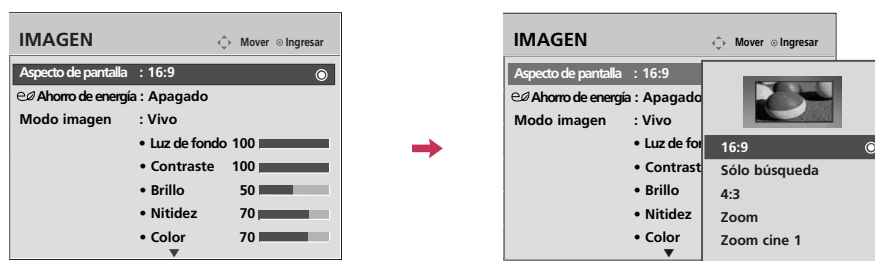 IMAGEN Mover Ingresar
Aspecto de pantalla : 16:9
Ahorro de energía : Apagado
Modo imagen : Vivo
• Luz de fondo 100
• Contraste 100
• Brillo 50
• Nitidez 70
• Color 70
IMAGEN Mover Ingresar
Aspecto de pantalla : 16:9
Ahorro de energía : Apagado
Modo imagen : Vivo
• Luz de fon
• Contrast
• Brillo
• Nitidez
• Color
16:9
Sólo búsqueda
4:3
Zoom
Zoom cine 1